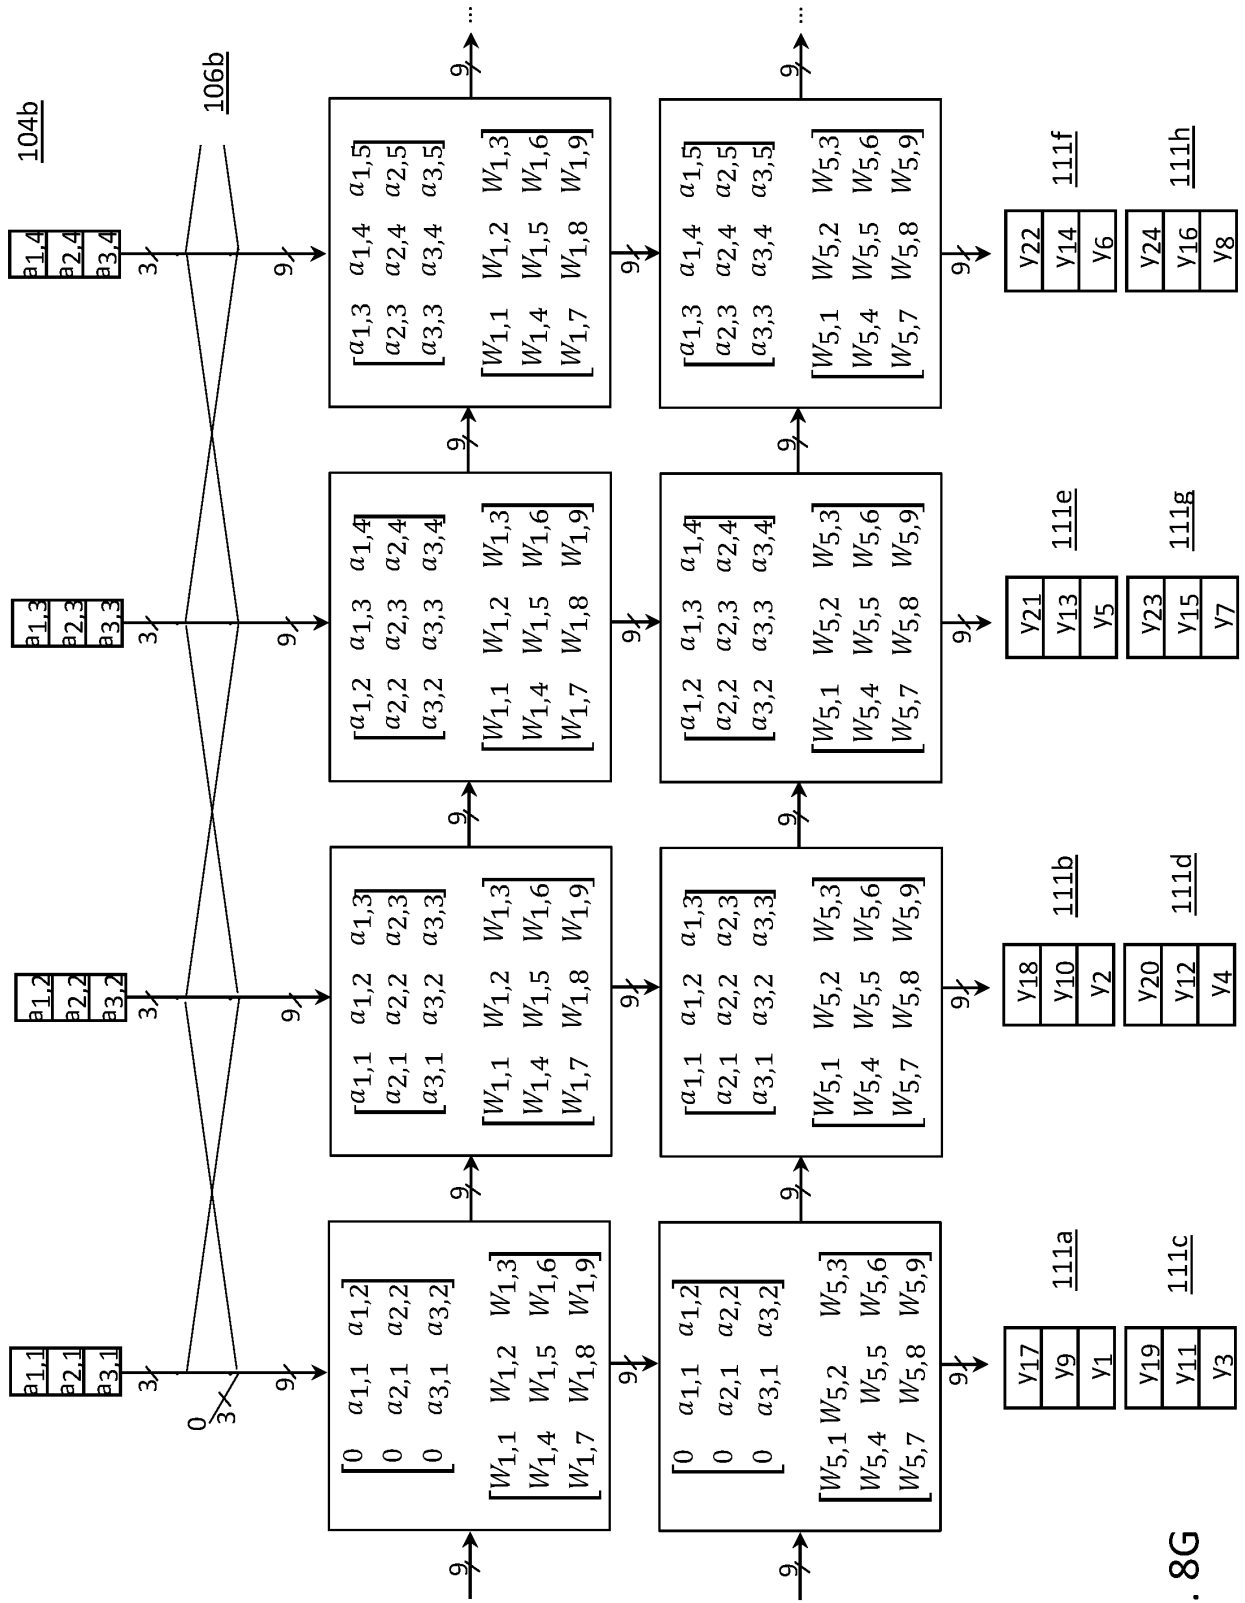 a1,1 a1,2 a1,3 a1,4 104b
a2,1 a2,2 a2,3 a2,4
a3,1 a3,2 a3,3 a3,4
3 3 3 3
0
3 106b
9 9 9 9
[0 a1,1 a1,2] [a1,1 a1,2 a1,3] [a1,2 a1,3 a1,4] [a1,3 a1,4 a1,5]
[0 a2,1 a2,2] [a2,1 a2,2 a2,3] [a2,2 a2,3 a2,4] [a2,3 a2,4 a2,5]
[0 a3,1 a3,2] [a3,1 a3,2 a3,3] [a3,2 a3,3 a3,4] [a3,3 a3,4 a3,5]
9 9 9 9 9 ...
[W1,1 W1,2 W1,3] [W1,1 W1,2 W1,3] [W1,1 W1,2 W1,3] [W1,1 W1,2 W1,3]
[W1,4 W1,5 W1,6] [W1,4 W1,5 W1,6] [W1,4 W1,5 W1,6] [W1,4 W1,5 W1,6]
[W1,7 W1,8 W1,9] [W1,7 W1,8 W1,9] [W1,7 W1,8 W1,9] [W1,7 W1,8 W1,9]
9 9 9 9
[0 a1,1 a1,2] [a1,1 a1,2 a1,3] [a1,2 a1,3 a1,4] [a1,3 a1,4 a1,5]
[0 a2,1 a2,2] [a2,1 a2,2 a2,3] [a2,2 a2,3 a2,4] [a2,3 a2,4 a2,5]
[0 a3,1 a3,2] [a3,1 a3,2 a3,3] [a3,2 a3,3 a3,4] [a3,3 a3,4 a3,5]
9 9 9 9 9 ...
[W5,1 W5,2 W5,3] [W5,1 W5,2 W5,3] [W5,1 W5,2 W5,3] [W5,1 W5,2 W5,3]
[W5,4 W5,5 W5,6] [W5,4 W5,5 W5,6] [W5,4 W5,5 W5,6] [W5,4 W5,5 W5,6]
[W5,7 W5,8 W5,9] [W5,7 W5,8 W5,9] [W5,7 W5,8 W5,9] [W5,7 W5,8 W5,9]
9 9 9 9
y17 y18 y21 y22
y9 111a y10 111b y13 111e y14 111f
y1 y2 y5 y6
y19 y20 y23 y24
y11 111c y12 111d y15 111g y16 111h
y3 y4 y7 y8
. 8G